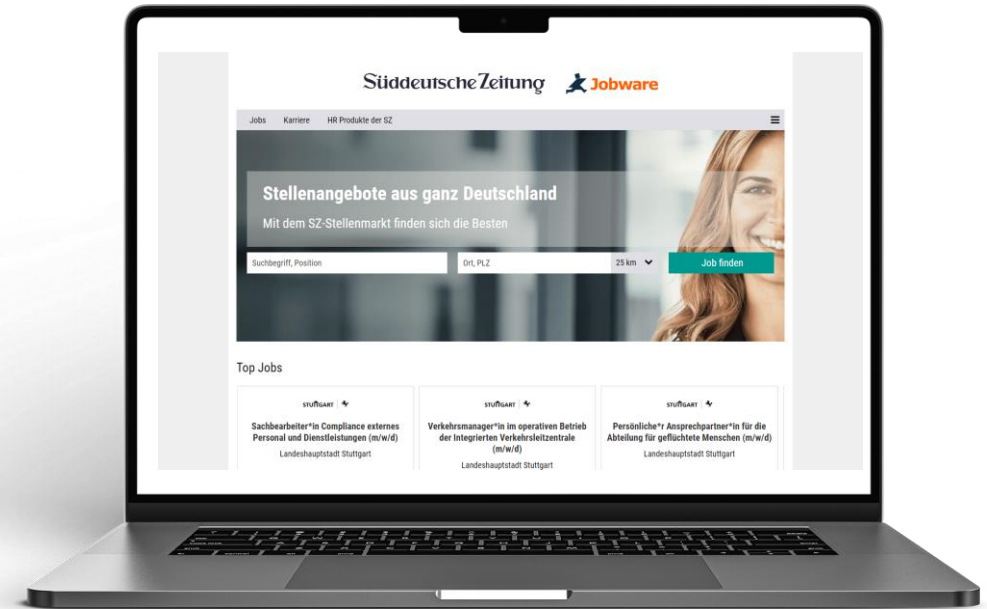 Süddeutsche Zeitung Jobware
Jobs Karriere HR Produkte der SZ
Stellenangebote aus ganz Deutschland
Mit dem SZ-Stellenmarkt finden sich die Besten
Suchbegriff, Position Ort, PLZ 25 km Job finden
Top Jobs
STUTTGART STUTTGART STUTTGART
Sachbearbeiter*in Compliance externes
Personal und Dienstleistungen (m/w/d)
Landeshauptstadt Stuttgart
Verkehrsmanager*in im operativen Betrieb
der Integrierten Verkehrsleitzentrale
(m/w/d)
Landeshauptstadt Stuttgart
Persönliche*r Ansprechpartner*in für die
Abteilung für geflüchtete Menschen (m/w/d)
Landeshauptstadt Stuttgart